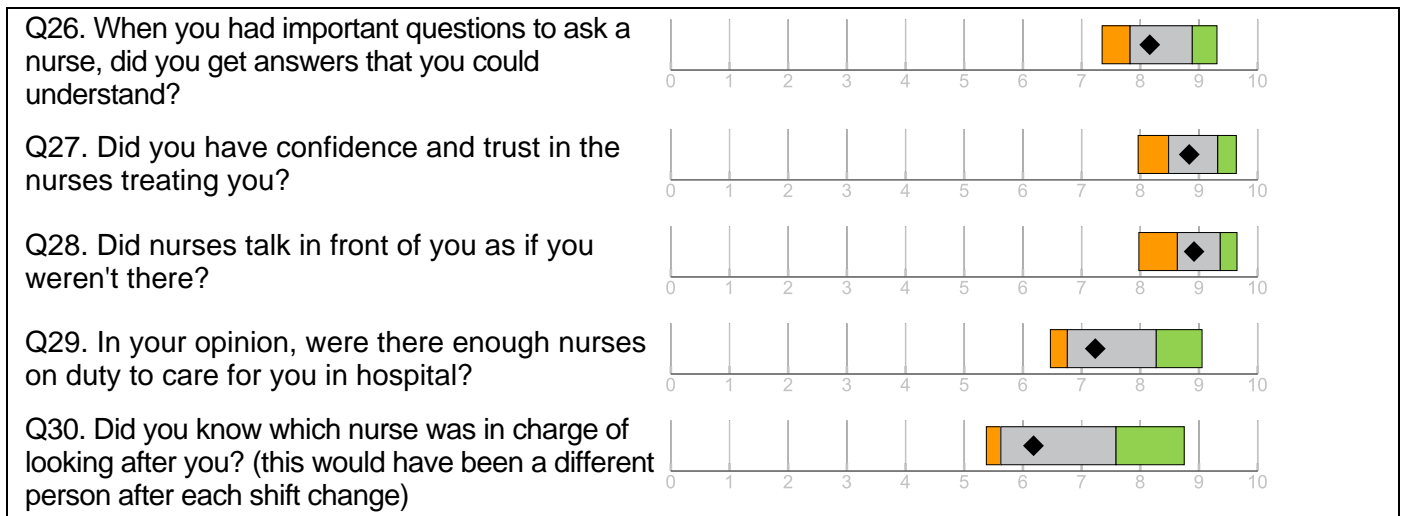 Q26. When you had important questions to ask a
nurse, did you get answers that you could
understand?
0 1 2 3 4 5 6 7 8 9 10
Q27. Did you have confidence and trust in the
nurses treating you?
0 1 2 3 4 5 6 7 8 9 10
Q28. Did nurses talk in front of you as if you
weren't there?
0 1 2 3 4 5 6 7 8 9 10
Q29. In your opinion, were there enough nurses
on duty to care for you in hospital?
0 1 2 3 4 5 6 7 8 9 10
Q30. Did you know which nurse was in charge of
looking after you? (this would have been a different
person after each shift change)
0 1 2 3 4 5 6 7 8 9 10